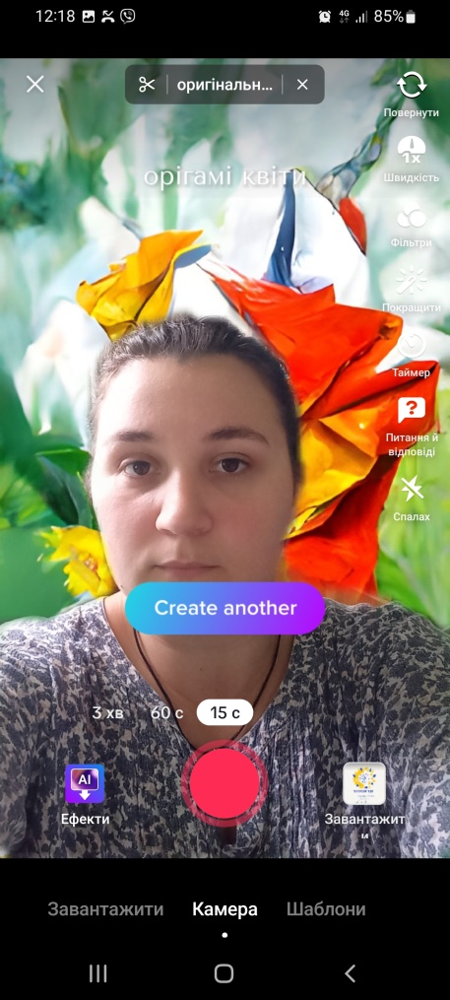 12:18
4G
85%
оригінальн...
Повернути
орігамі квіти
1x
Швидкість
Фільтри
Покращити
Таймер
?
Питання й
відповіді
Спалах
Create another
3 хв 60 с 15 с
AI
Ефекти
Завантажит
и
Завантажити Камера Шаблони